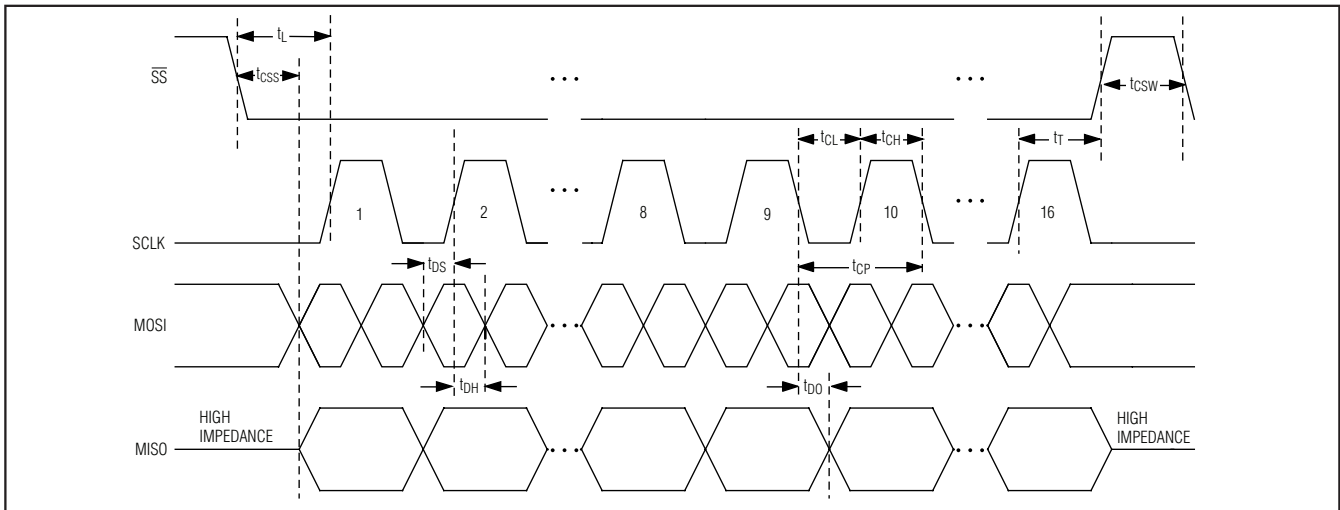 tL
tCSS
SS
tCSW
tCL
tCH
tT
1
2
8
9
10
16
SCLK
tDS
tCP
MOSI
tDH
tDO
HIGH
IMPEDANCE
MISO
HIGH
IMPEDANCE